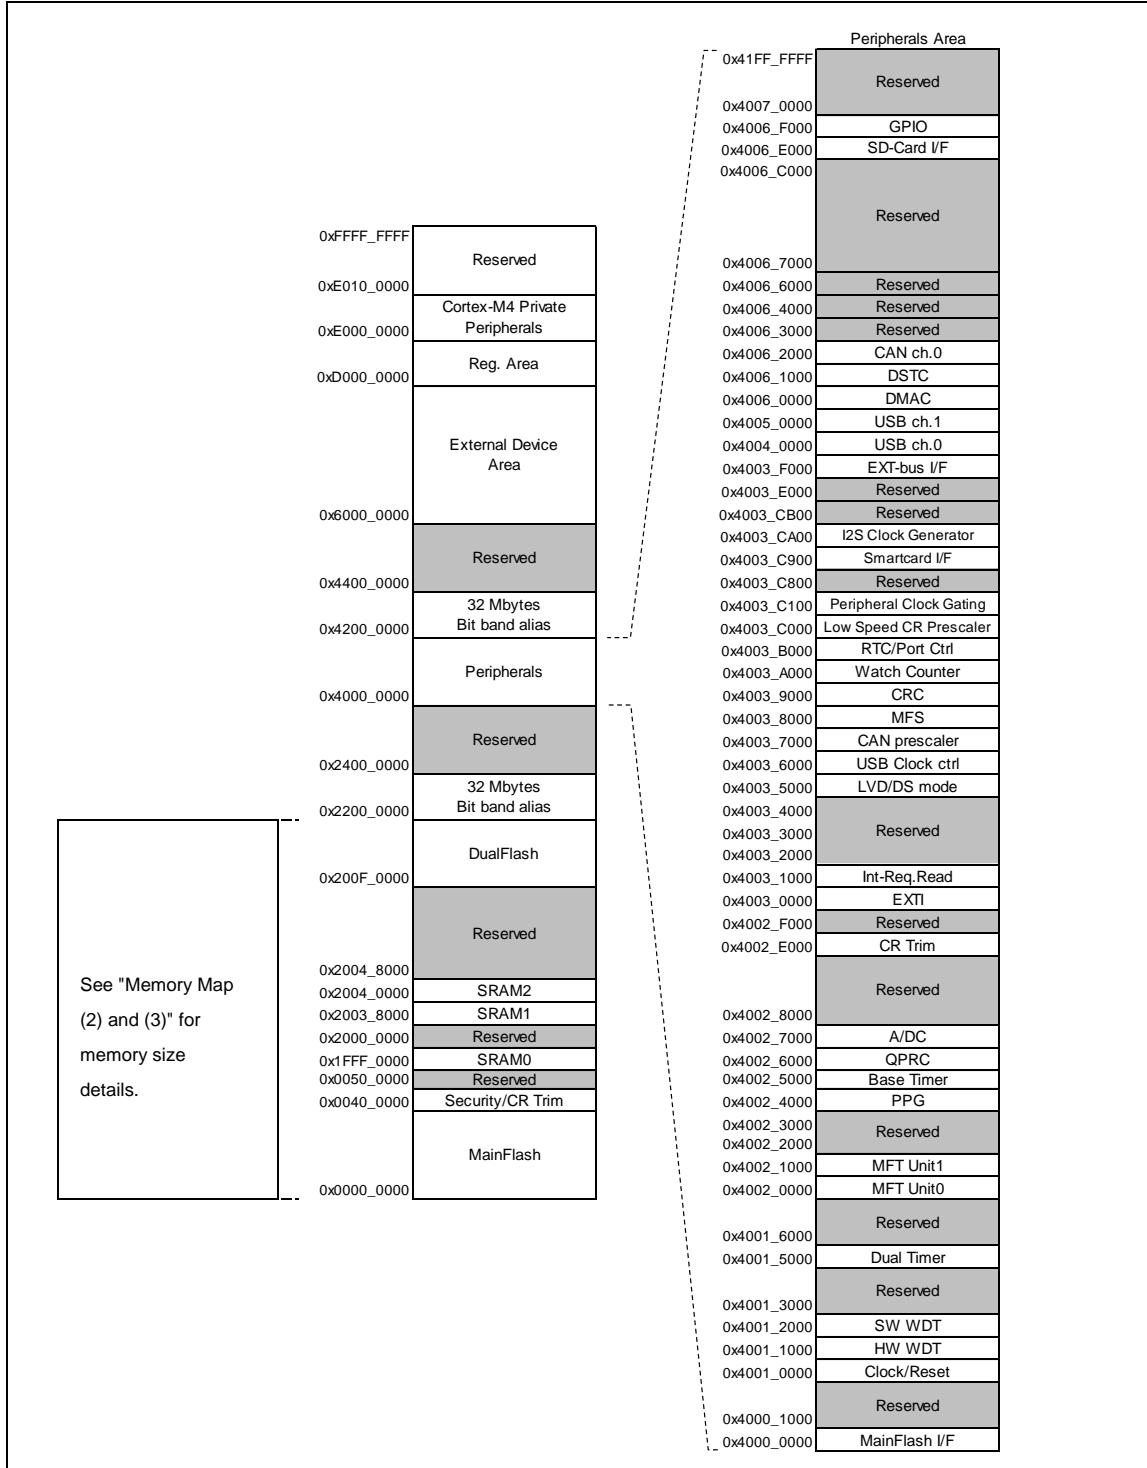 Peripherals Area
0x41FF_FFFF
Reserved
0x4007_0000
0x4006_F000 GPIO
0x4006_E000 SD-Card I/F
0x4006_C000
Reserved
0x4006_7000
0x4006_6000 Reserved
0x4006_4000 Reserved
0x4006_3000 Reserved
0x4006_2000 CAN ch.0
0x4006_1000 DSTC
0x4006_0000 DMAC
0x4005_0000 USB ch.1
0x4004_0000 USB ch.0
0x4003_F000 EXT-bus I/F
0x4003_E000 Reserved
0x4003_CB00 Reserved
0x4003_CA00 I2S Clock Generator
0x4003_C900 Smartcard I/F
0x4003_C800 Reserved
0x4003_C100 Peripheral Clock Gating
0x4003_C000 Low Speed CR Prescaler
0x4003_B000 RTC/Port Ctrl
0x4003_A000 Watch Counter
0x4003_9000 CRC
0x4003_8000 MFS
0x4003_7000 CAN prescaler
0x4003_6000 USB Clock ctrl
0x4003_5000 LVD/DS mode
0x4003_4000
Reserved
0x4003_3000
0x4003_2000
0x4003_1000 Int-Req.Read
0x4003_0000 EXTI
0x4002_F000 Reserved
0x4002_E000 CR Trim
Reserved
0x4002_8000
0x4002_7000 A/DC
0x4002_6000 QPRC
0x4002_5000 Base Timer
0x4002_4000 PPG
0x4002_3000
Reserved
0x4002_2000
0x4002_1000 MFT Unit1
0x4002_0000 MFT Unit0
Reserved
0x4001_6000
0x4001_5000 Dual Timer
Reserved
0x4001_3000
0x4001_2000 SW WDT
0x4001_1000 HW WDT
0x4001_0000 Clock/Reset
Reserved
0x4000_1000
0x4000_0000 MainFlash I/F
0xFFFF_FFFF
Reserved
0xE010_0000
Cortex-M4 Private
Peripherals
0xE000_0000
Reg. Area
0xD000_0000
External Device
Area
0x6000_0000
Reserved
0x4400_0000
32 Mbytes
Bit band alias
0x4200_0000
Peripherals
0x4000_0000
Reserved
0x2400_0000
32 Mbytes
Bit band alias
0x2200_0000
DualFlash
0x200F_0000
Reserved
0x2004_8000
0x2004_0000 SRAM2
0x2003_8000 SRAM1
0x2000_0000 Reserved
0x1FFF_0000 SRAM0
0x0050_0000 Reserved
0x0040_0000 Security/CR Trim
MainFlash
0x0000_0000
See "Memory Map
(2) and (3)" for
memory size
details.